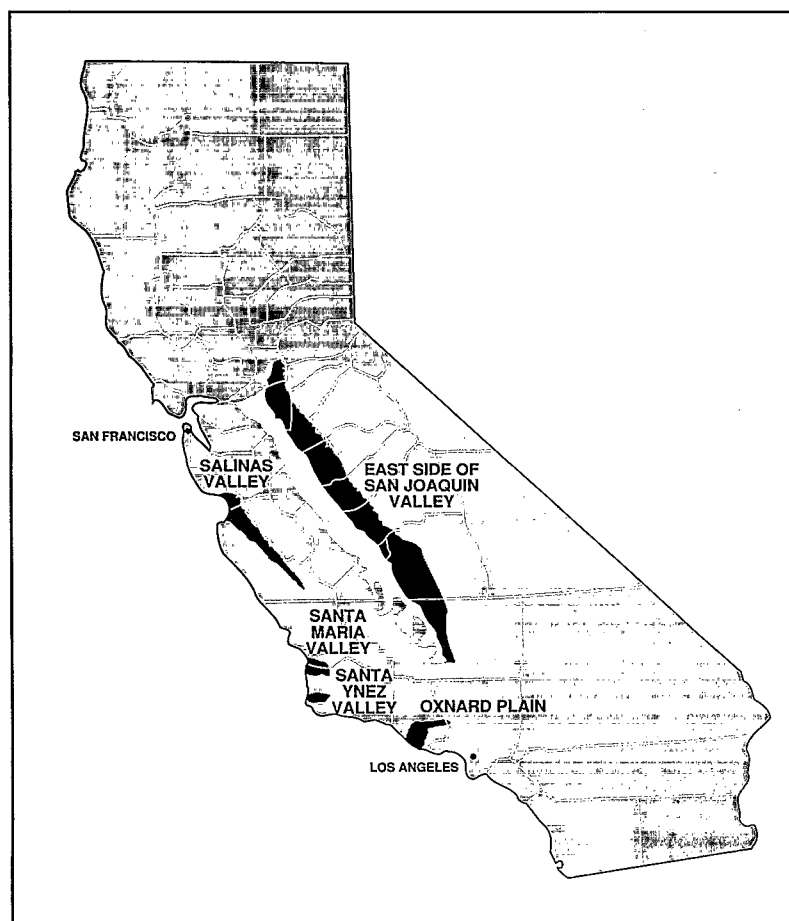 SAN FRANCISCO
SALINAS
VALLEY
EAST SIDE OF
SAN JOAQUIN
VALLEY
SANTA
MARIA
VALLEY
SANTA
YNEZ
VALLEY
OXNARD PLAIN
LOS ANGELES